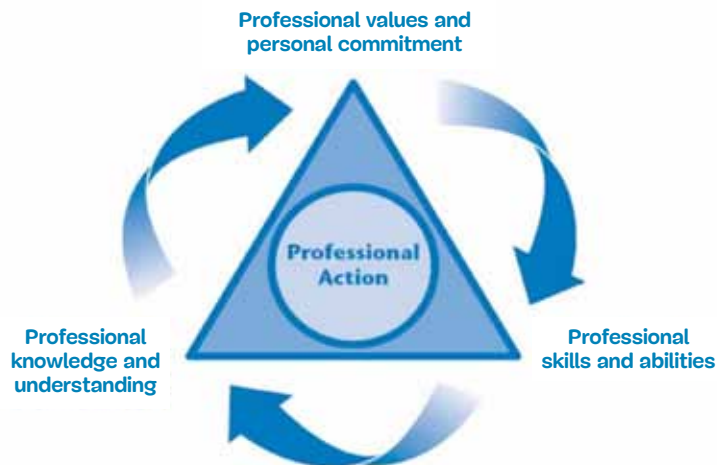 Professional values and
personal commitment
Professional
Action
Professional
knowledge and
understanding
Professional
skills and abilities